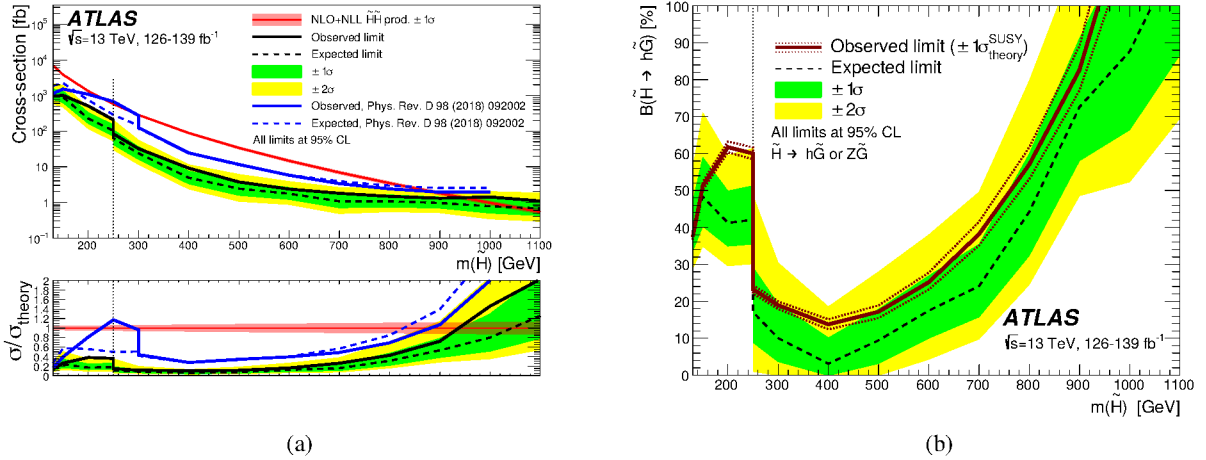 ATLAS
√s=13 TeV, 126-139 fb⁻¹
NLO+NLL H̃H̃ prod. ± 1σ
Observed limit
Expected limit
± 1σ
± 2σ
Observed, Phys. Rev. D 98 (2018) 092002
Expected, Phys. Rev. D 98 (2018) 092002
All limits at 95% CL
Cross-section [fb]
10⁵
10⁴
10³
10²
10
1
10⁻¹
200 300 400 500 600 700 800 900 1000 1100
m(H̃) [GeV]
σ/σtheory
2
1.8
1.6
1.4
1.2
1
0.8
0.6
0.4
0.2
0
(a)
B(H̃ → hG̃) [%]
100
90
80
70
60
50
40
30
20
10
0
Observed limit (± 1σ SUSY theory)
Expected limit
± 1σ
± 2σ
All limits at 95% CL
H̃ → hG̃ or ZG̃
ATLAS
√s=13 TeV, 126-139 fb⁻¹
200 300 400 500 600 700 800 900 1000 1100
m(H̃) [GeV]
(b)